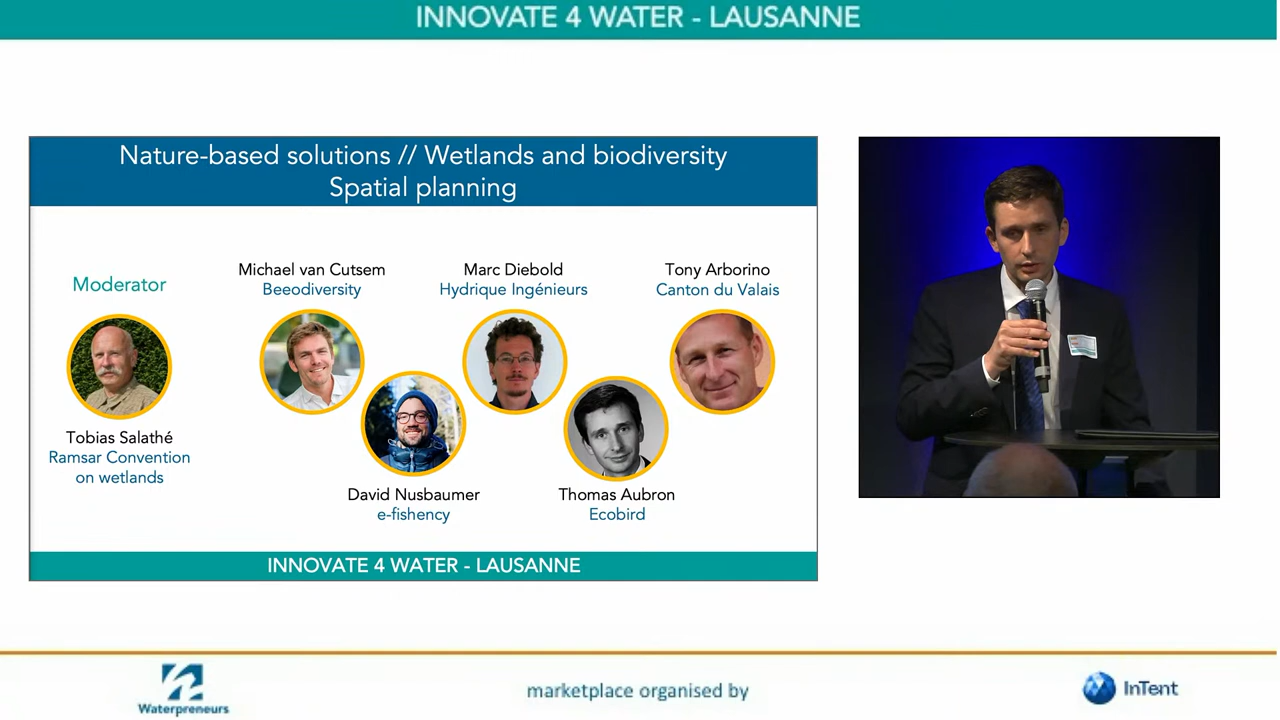 INNOVATE 4 WATER - LAUSANNE
Nature-based solutions // Wetlands and biodiversity
Spatial planning
Moderator
Tobias Salathé
Ramsar Convention
on wetlands
Michael van Cutsem
Beeodiversity
David Nusbaumer
e-fishency
Marc Diebold
Hydrique Ingénieurs
Thomas Aubron
Ecobird
Tony Arborino
Canton du Valais
INNOVATE 4 WATER - LAUSANNE
Waterpreneurs
marketplace organised by
InTent